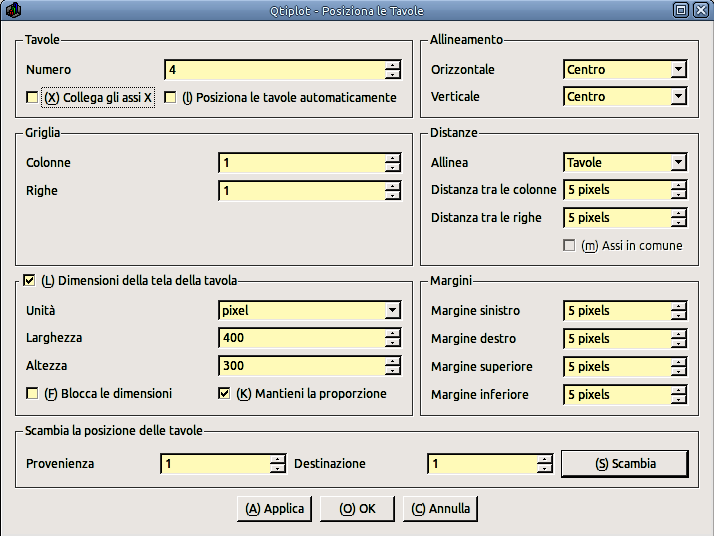 Qtiplot - Posiziona le Tavole
Tavole
Numero 4
(X) Collega gli assi X (I) Posiziona le tavole automaticamente
Allineamento
Orizzontale Centro
Verticale Centro
Griglia
Colonne 1
Righe 1
Distanze
Allinea Tavole
Distanza tra le colonne 5 pixels
Distanza tra le righe 5 pixels
(m) Assi in comune
(L) Dimensioni della tela della tavola
Unità pixel
Larghezza 400
Altezza 300
(F) Blocca le dimensioni (K) Mantieni la proporzione
Margini
Margine sinistro 5 pixels
Margine destro 5 pixels
Margine superiore 5 pixels
Margine inferiore 5 pixels
Scambia la posizione delle tavole
Provenienza 1 Destinazione 1 (S) Scambia
(A) Applica (O) OK (C) Annulla